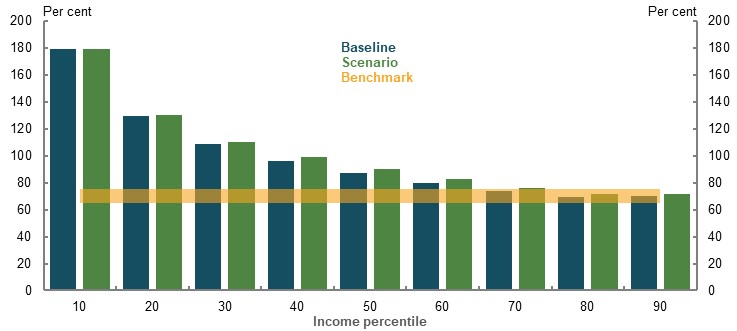 Per cent Per cent
200 200
180 180
160 160
140 140
120 120
100 100
80 80
60 60
40 40
20 20
0 0
Baseline
Scenario
Benchmark
10 20 30 40 50 60 70 80 90
Income percentile